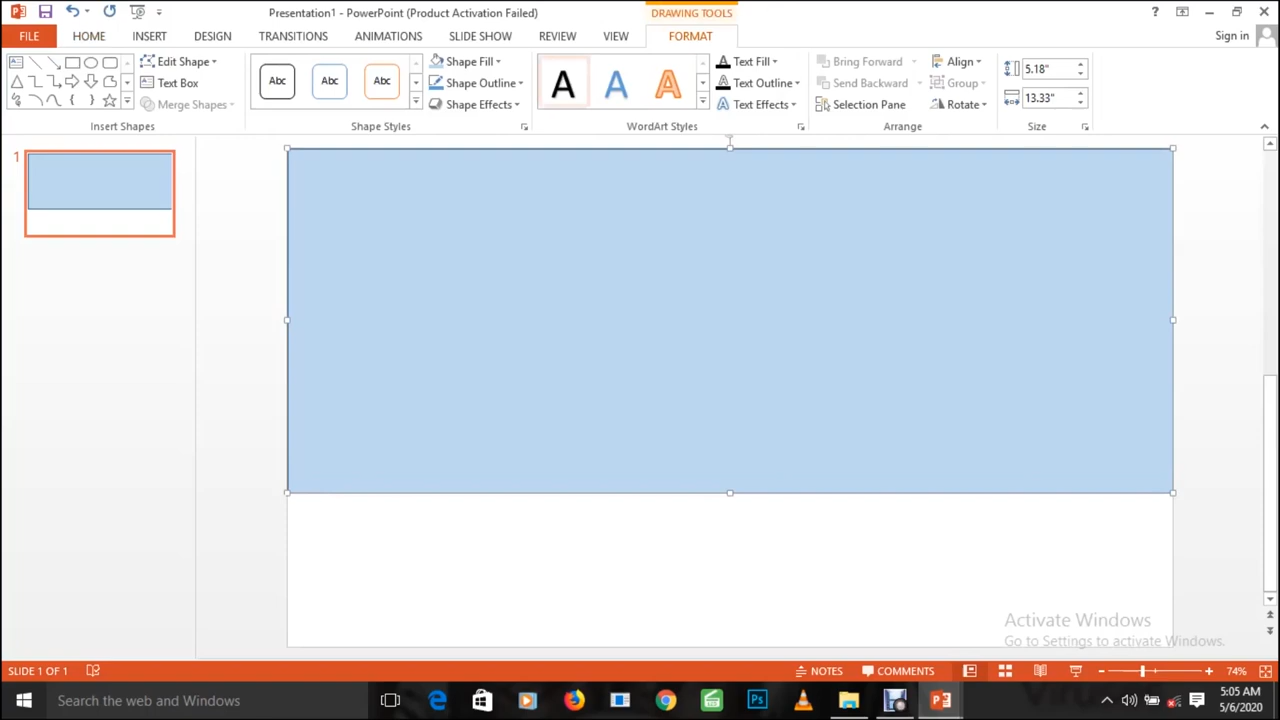 Presentation1 - PowerPoint (Product Activation Failed)
DRAWING TOOLS
?
FILE HOME INSERT DESIGN TRANSITIONS ANIMATIONS SLIDE SHOW REVIEW VIEW FORMAT Sign in
Edit Shape
Text Box
Merge Shapes
Insert Shapes
Abc Abc Abc
Shape Fill
Shape Outline
Shape Effects
Shape Styles
A A A
Text Fill
Text Outline
Text Effects
WordArt Styles
Bring Forward
Send Backward
Selection Pane
Align
Group
Rotate
Arrange
5.18"
13.33"
Size
1
Activate Windows
Go to Settings to activate Windows.
SLIDE 1 OF 1 NOTES COMMENTS 74%
Search the web and Windows
5:05 AM
5/6/2020